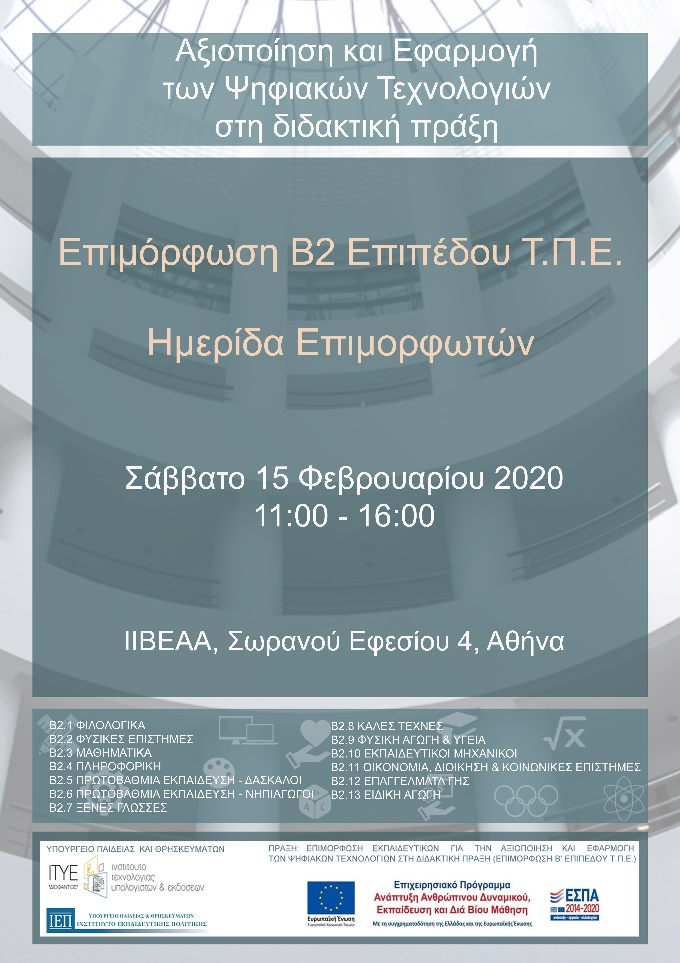 Αξιοποίηση και Εφαρμογή
των Ψηφιακών Τεχνολογιών
στη διδακτική πράξη
Επιμόρφωση Β2 Επιπέδου Τ.Π.Ε.
Ημερίδα Επιμορφωτών
Σάββατο 15 Φεβρουαρίου 2020
11:00 - 16:00
ΙΙΒΕΑΑ, Σωρανού Εφεσίου 4, Αθήνα
Β2.1 ΦΙΛΟΛΟΓΙΚΑ
Β2.2 ΦΥΣΙΚΕΣ ΕΠΙΣΤΗΜΕΣ
Β2.3 ΜΑΘΗΜΑΤΙΚΑ
Β2.4 ΠΛΗΡΟΦΟΡΙΚΗ
Β2.5 ΠΡΩΤΟΒΑΘΜΙΑ ΕΚΠΑΙΔΕΥΣΗ - ΔΑΣΚΑΛΟΙ
Β2.6 ΠΡΩΤΟΒΑΘΜΙΑ ΕΚΠΑΙΔΕΥΣΗ - ΝΗΠΙΑΓΩΓΟΙ
Β2.7 ΞΕΝΕΣ ΓΛΩΣΣΕΣ
Β2.8 ΚΑΛΕΣ ΤΕΧΝΕΣ
Β2.9 ΦΥΣΙΚΗ ΑΓΩΓΗ & ΥΓΕΙΑ
Β2.10 ΕΚΠΑΙΔΕΥΤΙΚΟΙ ΜΗΧΑΝΙΚΟΙ
Β2.11 ΟΙΚΟΝΟΜΙΑ, ΔΙΟΙΚΗΣΗ & ΚΟΙΝΩΝΙΚΕΣ ΕΠΙΣΤΗΜΕΣ
Β2.12 ΕΠΑΓΓΕΛΜΑΤΑ ΓΗΣ
Β2.13 ΕΙΔΙΚΗ ΑΓΩΓΗ
ΥΠΟΥΡΓΕΙΟ ΠΑΙΔΕΙΑΣ ΚΑΙ ΘΡΗΣΚΕΥΜΑΤΩΝ
ΙΤΥΕ
"ΔΙΟΦΑΝΤΟΣ"
ινστιτούτο
τεχνολογίας
υπολογιστών & εκδόσεων
ΙΕΠ
ΥΠΟΥΡΓΕΙΟ ΠΑΙΔΕΙΑΣ & ΘΡΗΣΚΕΥΜΑΤΩΝ
ΙΝΣΤΙΤΟΥΤΟ ΕΚΠΑΙΔΕΥΤΙΚΗΣ ΠΟΛΙΤΙΚΗΣ
ΠΡΑΞΗ: ΕΠΙΜΟΡΦΩΣΗ ΕΚΠΑΙΔΕΥΤΙΚΩΝ ΓΙΑ ΤΗΝ ΑΞΙΟΠΟΙΗΣΗ ΚΑΙ ΕΦΑΡΜΟΓΗ
ΤΩΝ ΨΗΦΙΑΚΩΝ ΤΕΧΝΟΛΟΓΙΩΝ ΣΤΗ ΔΙΔΑΚΤΙΚΗ ΠΡΑΞΗ (ΕΠΙΜΟΡΦΩΣΗ Β' ΕΠΙΠΕΔΟΥ Τ.Π.Ε.)
Ευρωπαϊκή Ένωση
Ευρωπαϊκό Κοινωνικό Ταμείο
Επιχειρησιακό Πρόγραμμα
Ανάπτυξη Ανθρώπινου Δυναμικού,
Εκπαίδευση και Διά Βίου Μάθηση
Με τη συγχρηματοδότηση της Ελλάδας και της Ευρωπαϊκής Ένωσης
ΕΣΠΑ
2014-2020
ανάπτυξη - εργασία - αλληλεγγύη